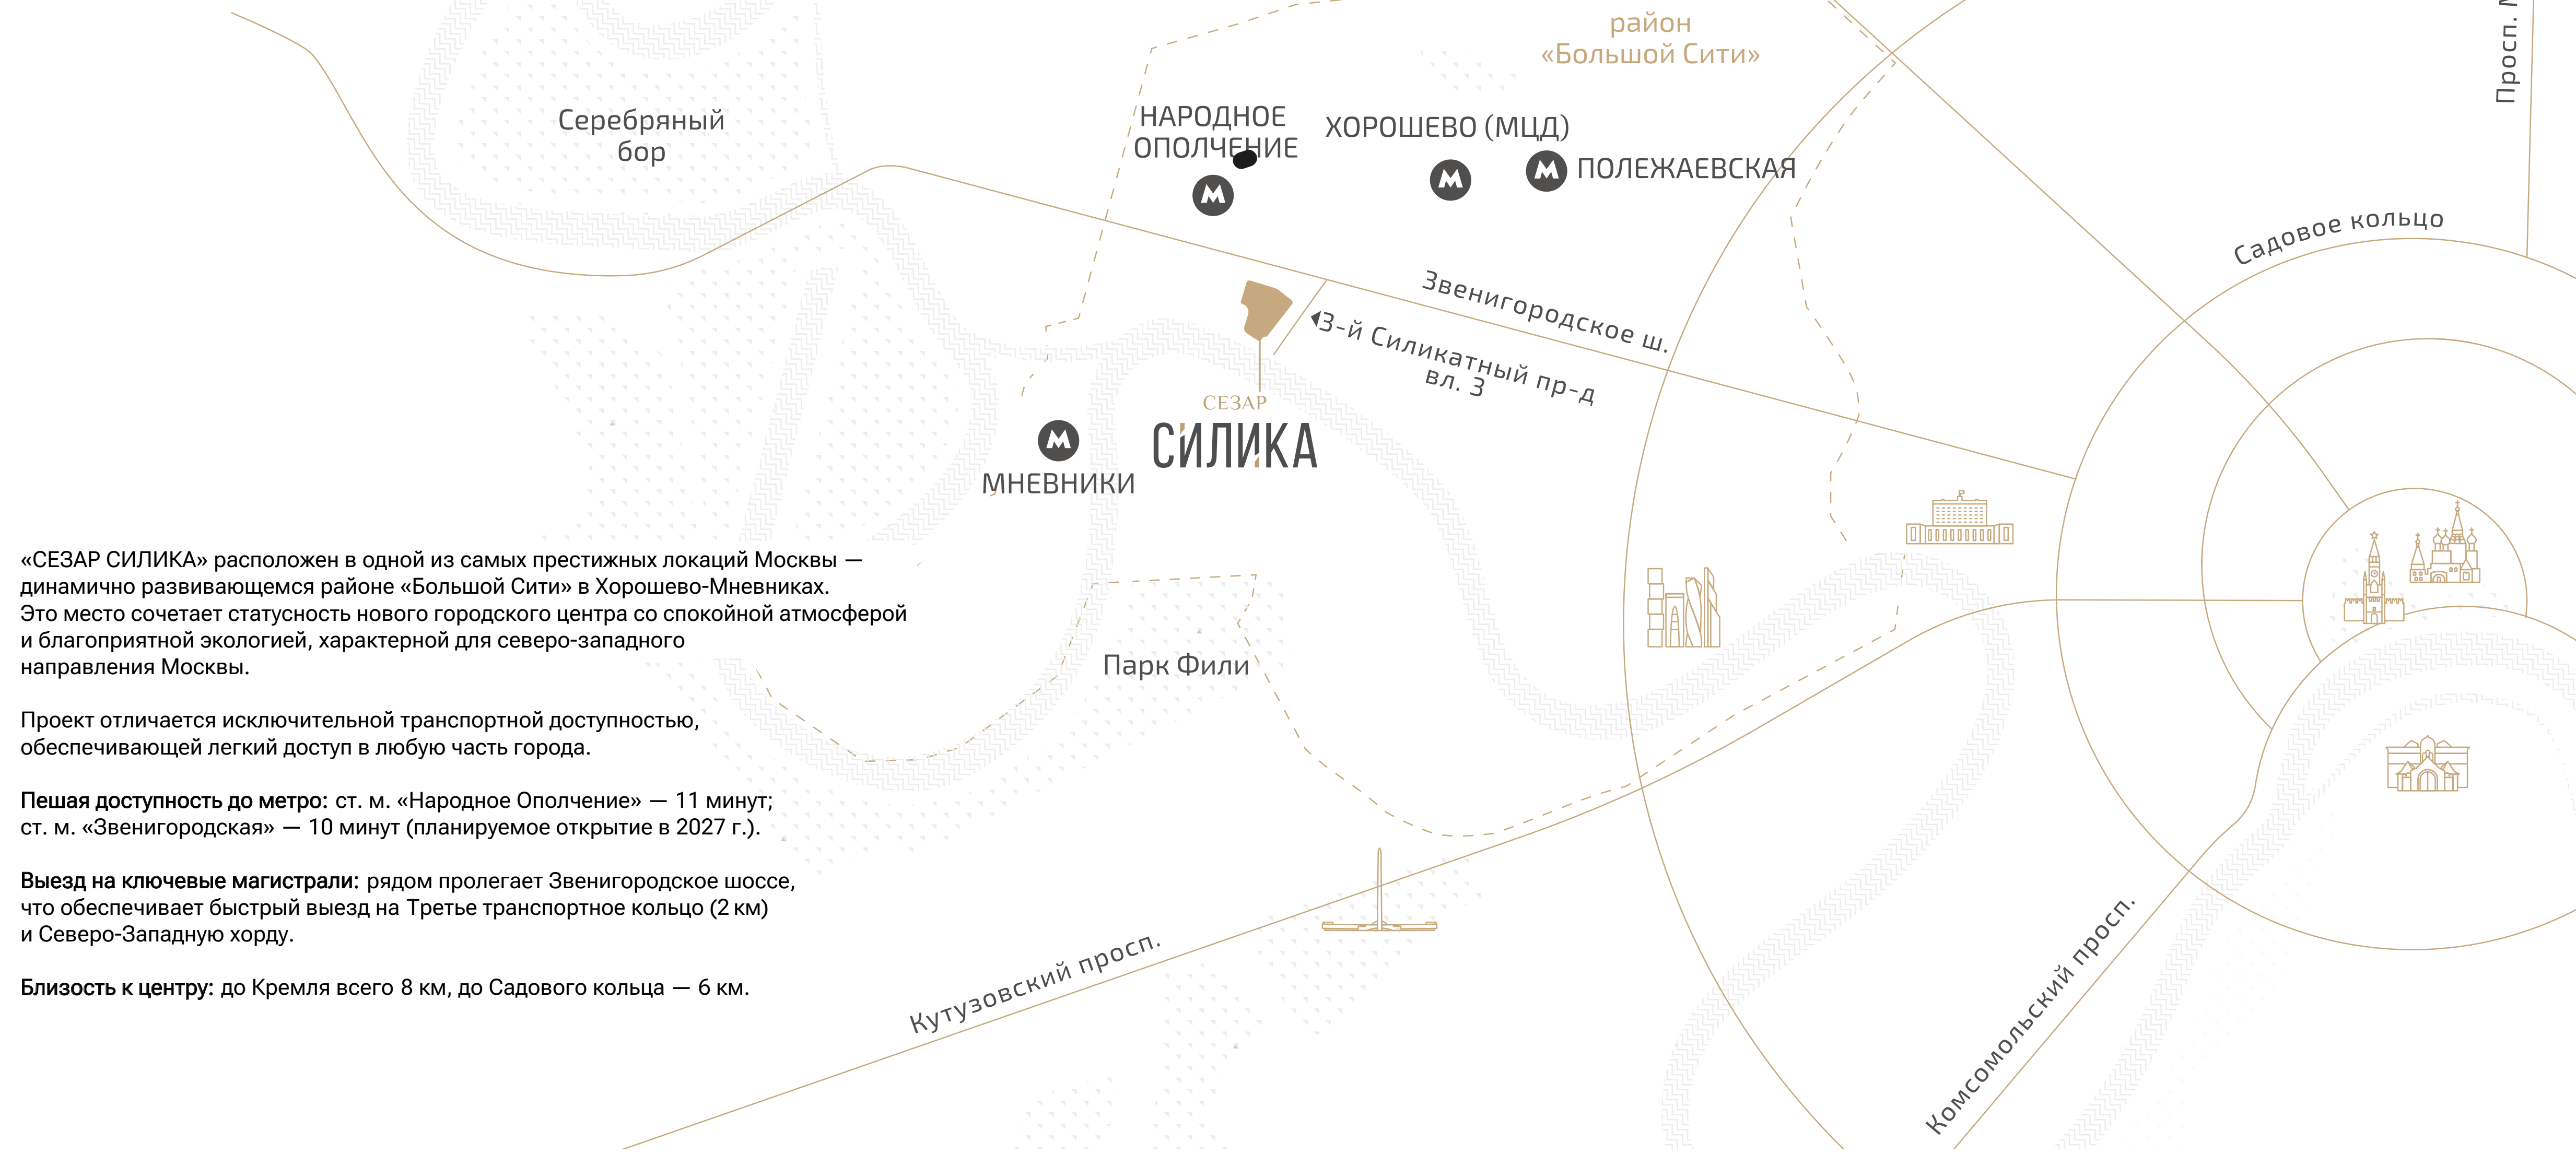 район
«Большой Сити»
Просп.
Серебряный
бор
НАРОДНОЕ
ОПОЛЧЕНИЕ
ХОРОШЕВО (МЦД)
ПОЛЕЖАЕВСКАЯ
Садовое кольцо
Звенигородское ш.
3-й Силикатный пр-д
вл. 3
СЕЗАР
СИЛИКА
МНЕВНИКИ
«СЕЗАР СИЛИКА» расположен в одной из самых престижных локаций Москвы —
динамично развивающемся районе «Большой Сити» в Хорошево-Мневниках.
Это место сочетает статусность нового городского центра со спокойной атмосферой
и благоприятной экологией, характерной для северо-западного
направления Москвы.
Парк Фили
Проект отличается исключительной транспортной доступностью,
обеспечивающей легкий доступ в любую часть города.
Пешая доступность до метро: ст. м. «Народное Ополчение» — 11 минут;
ст. м. «Звенигородская» — 10 минут (планируемое открытие в 2027 г.).
Выезд на ключевые магистрали: рядом пролегает Звенигородское шоссе,
что обеспечивает быстрый выезд на Третье транспортное кольцо (2 км)
и Северо-Западную хорду.
Близость к центру: до Кремля всего 8 км, до Садового кольца — 6 км.
Кутузовский просп.
Комсомольский просп.